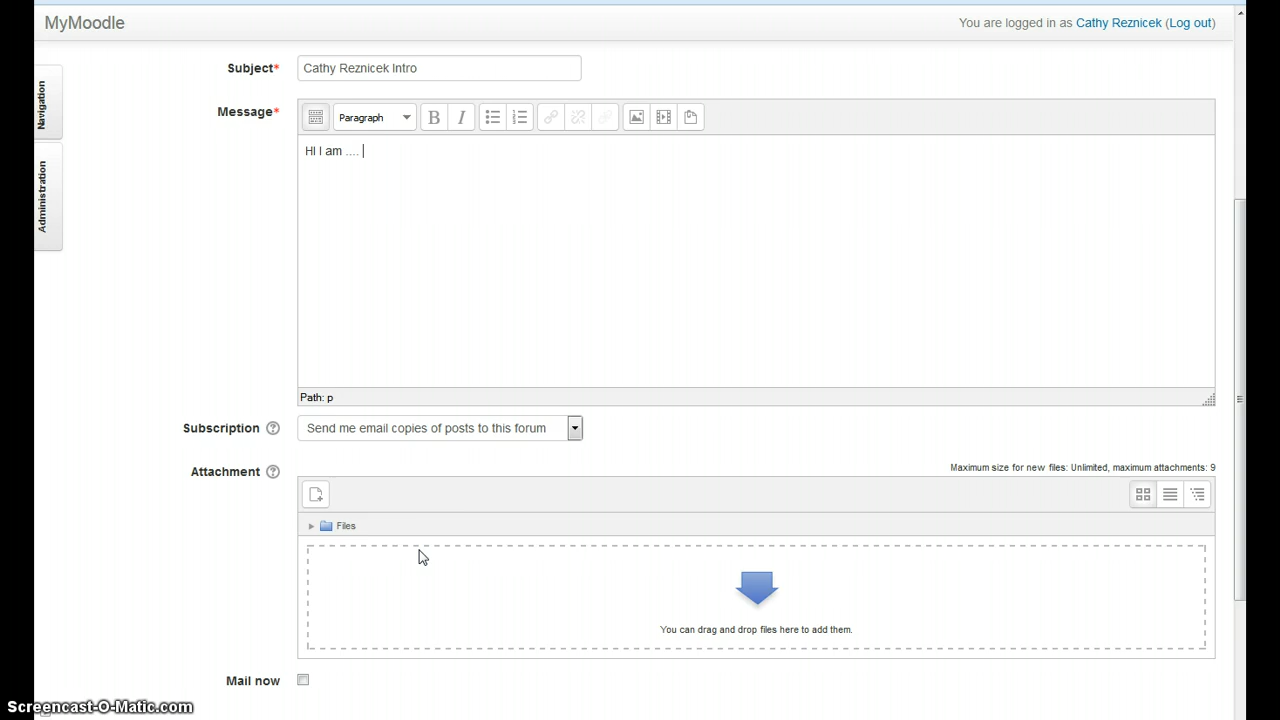 MyMoodle
You are logged in as Cathy Reznicek (Log out)
Navigation
Administration
Subject*
Cathy Reznicek Intro
Message*
Paragraph
B I
HI I am ....
Path: p
Subscription
Send me email copies of posts to this forum
Attachment
Maximum size for new files: Unlimited, maximum attachments: 9
Files
You can drag and drop files here to add them.
Mail now
Screencast-O-Matic.com